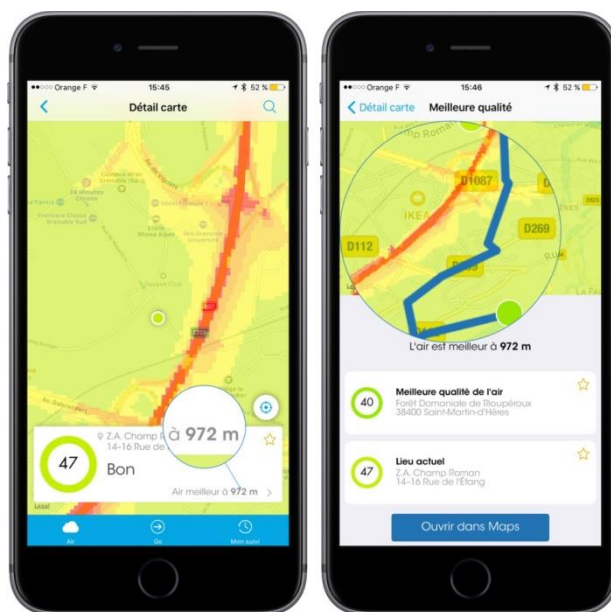 Orange F
15:45
52 %
Détail carte
47
Z.A. Champ R
14-16 Rue de l
Bon
à 972 m
Air meilleur à 972 m
Legal
Air
Go
Mon suivi
Orange F
15:46
52 %
Détail carte
Meilleure qualité
D1087
IKEA
D269
D112
L'air est meilleur à 972 m
40
Meilleure qualité de l'air
Forêt Domaniale de Rioupéroux
38400 Saint-Martin-d'Hères
47
Lieu actuel
Z.A. Champ Roman
14-16 Rue de l'Étang
Ouvrir dans Maps